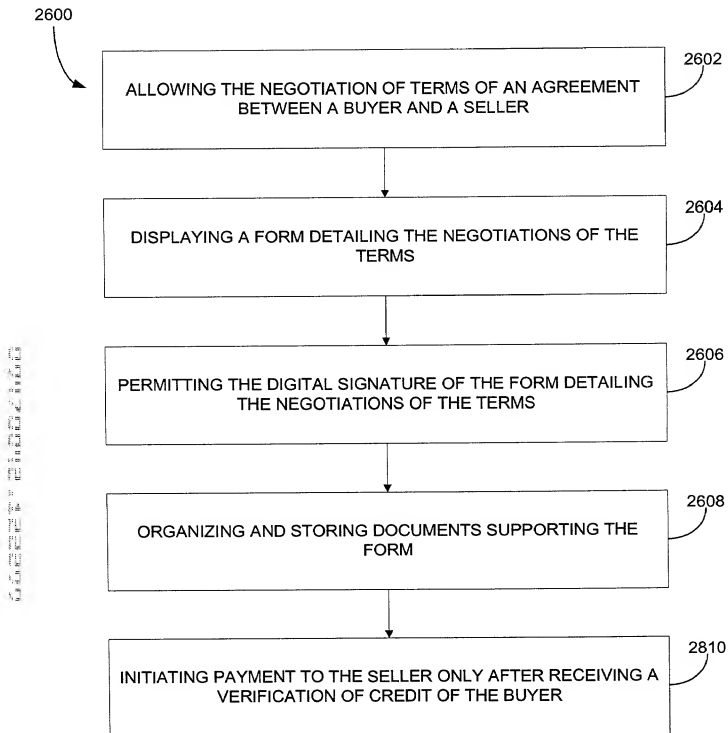 2600
2602
ALLOWING THE NEGOTIATION OF TERMS OF AN AGREEMENT
BETWEEN A BUYER AND A SELLER
2604
DISPLAYING A FORM DETAILING THE NEGOTIATIONS OF THE
TERMS
2606
PERMITTING THE DIGITAL SIGNATURE OF THE FORM DETAILING
THE NEGOTIATIONS OF THE TERMS
2608
ORGANIZING AND STORING DOCUMENTS SUPPORTING THE
FORM
2810
INITIATING PAYMENT TO THE SELLER ONLY AFTER RECEIVING A
VERIFICATION OF CREDIT OF THE BUYER